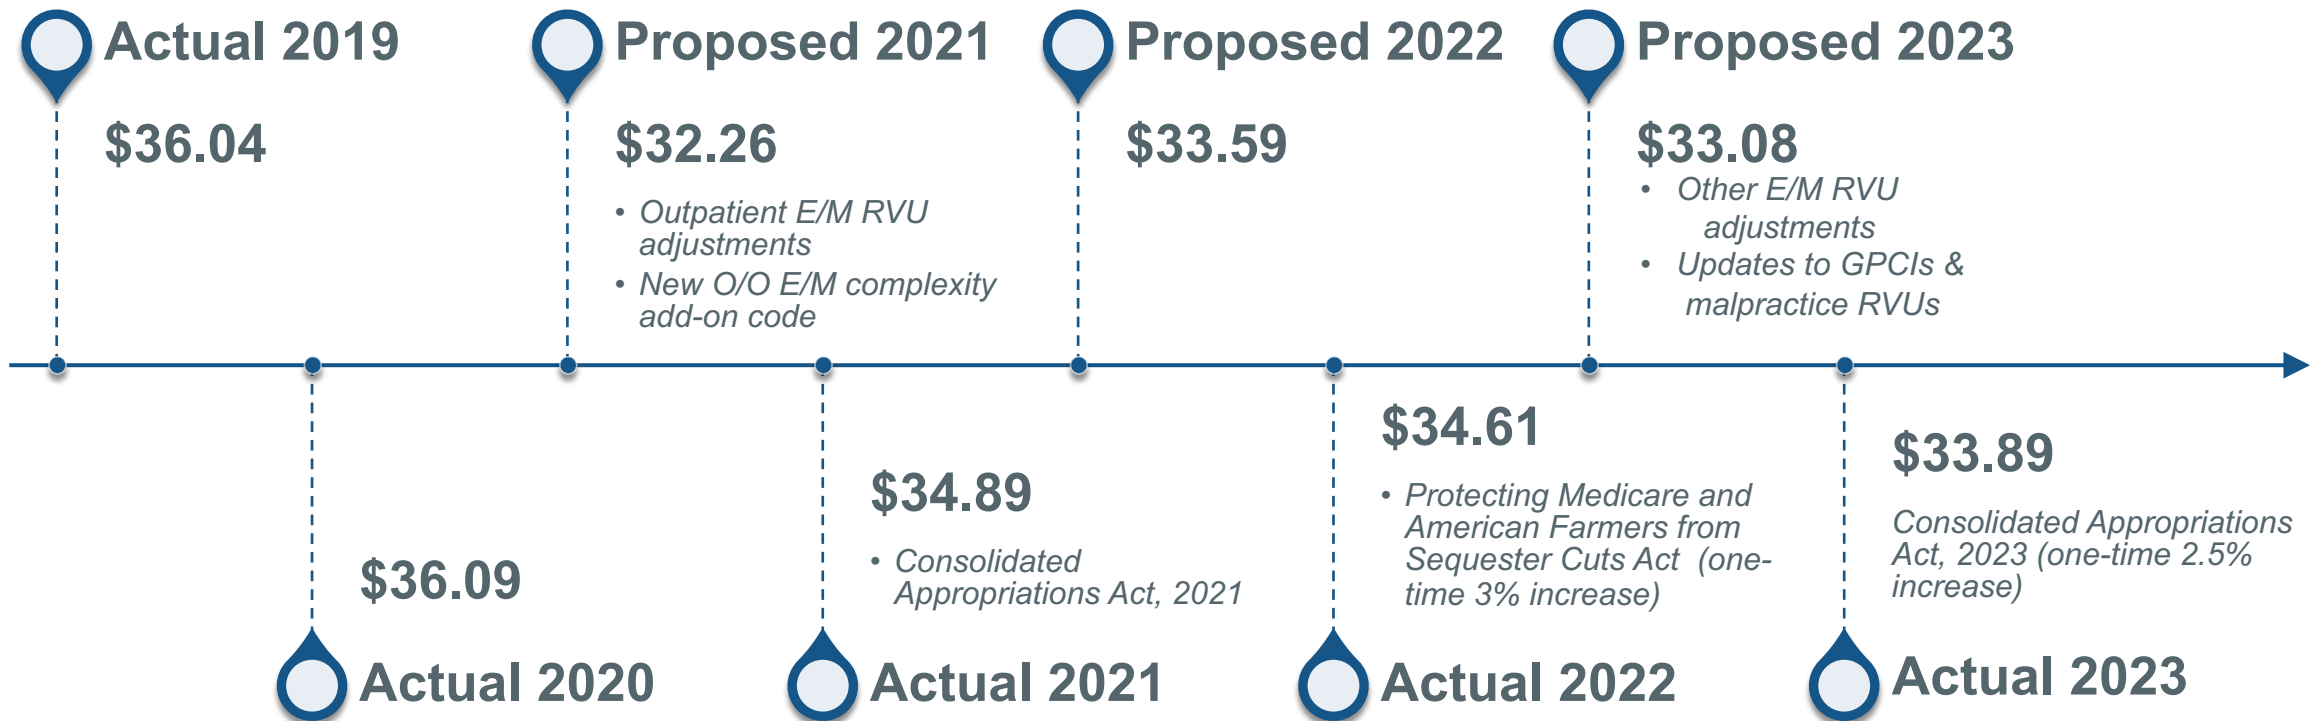 Actual 2019
$36.04
Proposed 2021
$32.26
• Outpatient E/M RVU
adjustments
• New O/O E/M complexity
add-on code
Proposed 2022
$33.59
Proposed 2023
$33.08
• Other E/M RVU
adjustments
• Updates to GPCIs &
malpractice RVUs
$36.09
Actual 2020
$34.89
• Consolidated
Appropriations Act, 2021
Actual 2021
$34.61
• Protecting Medicare and
American Farmers from
Sequester Cuts Act (one-
time 3% increase)
Actual 2022
$33.89
Consolidated Appropriations
Act, 2023 (one-time 2.5%
increase)
Actual 2023